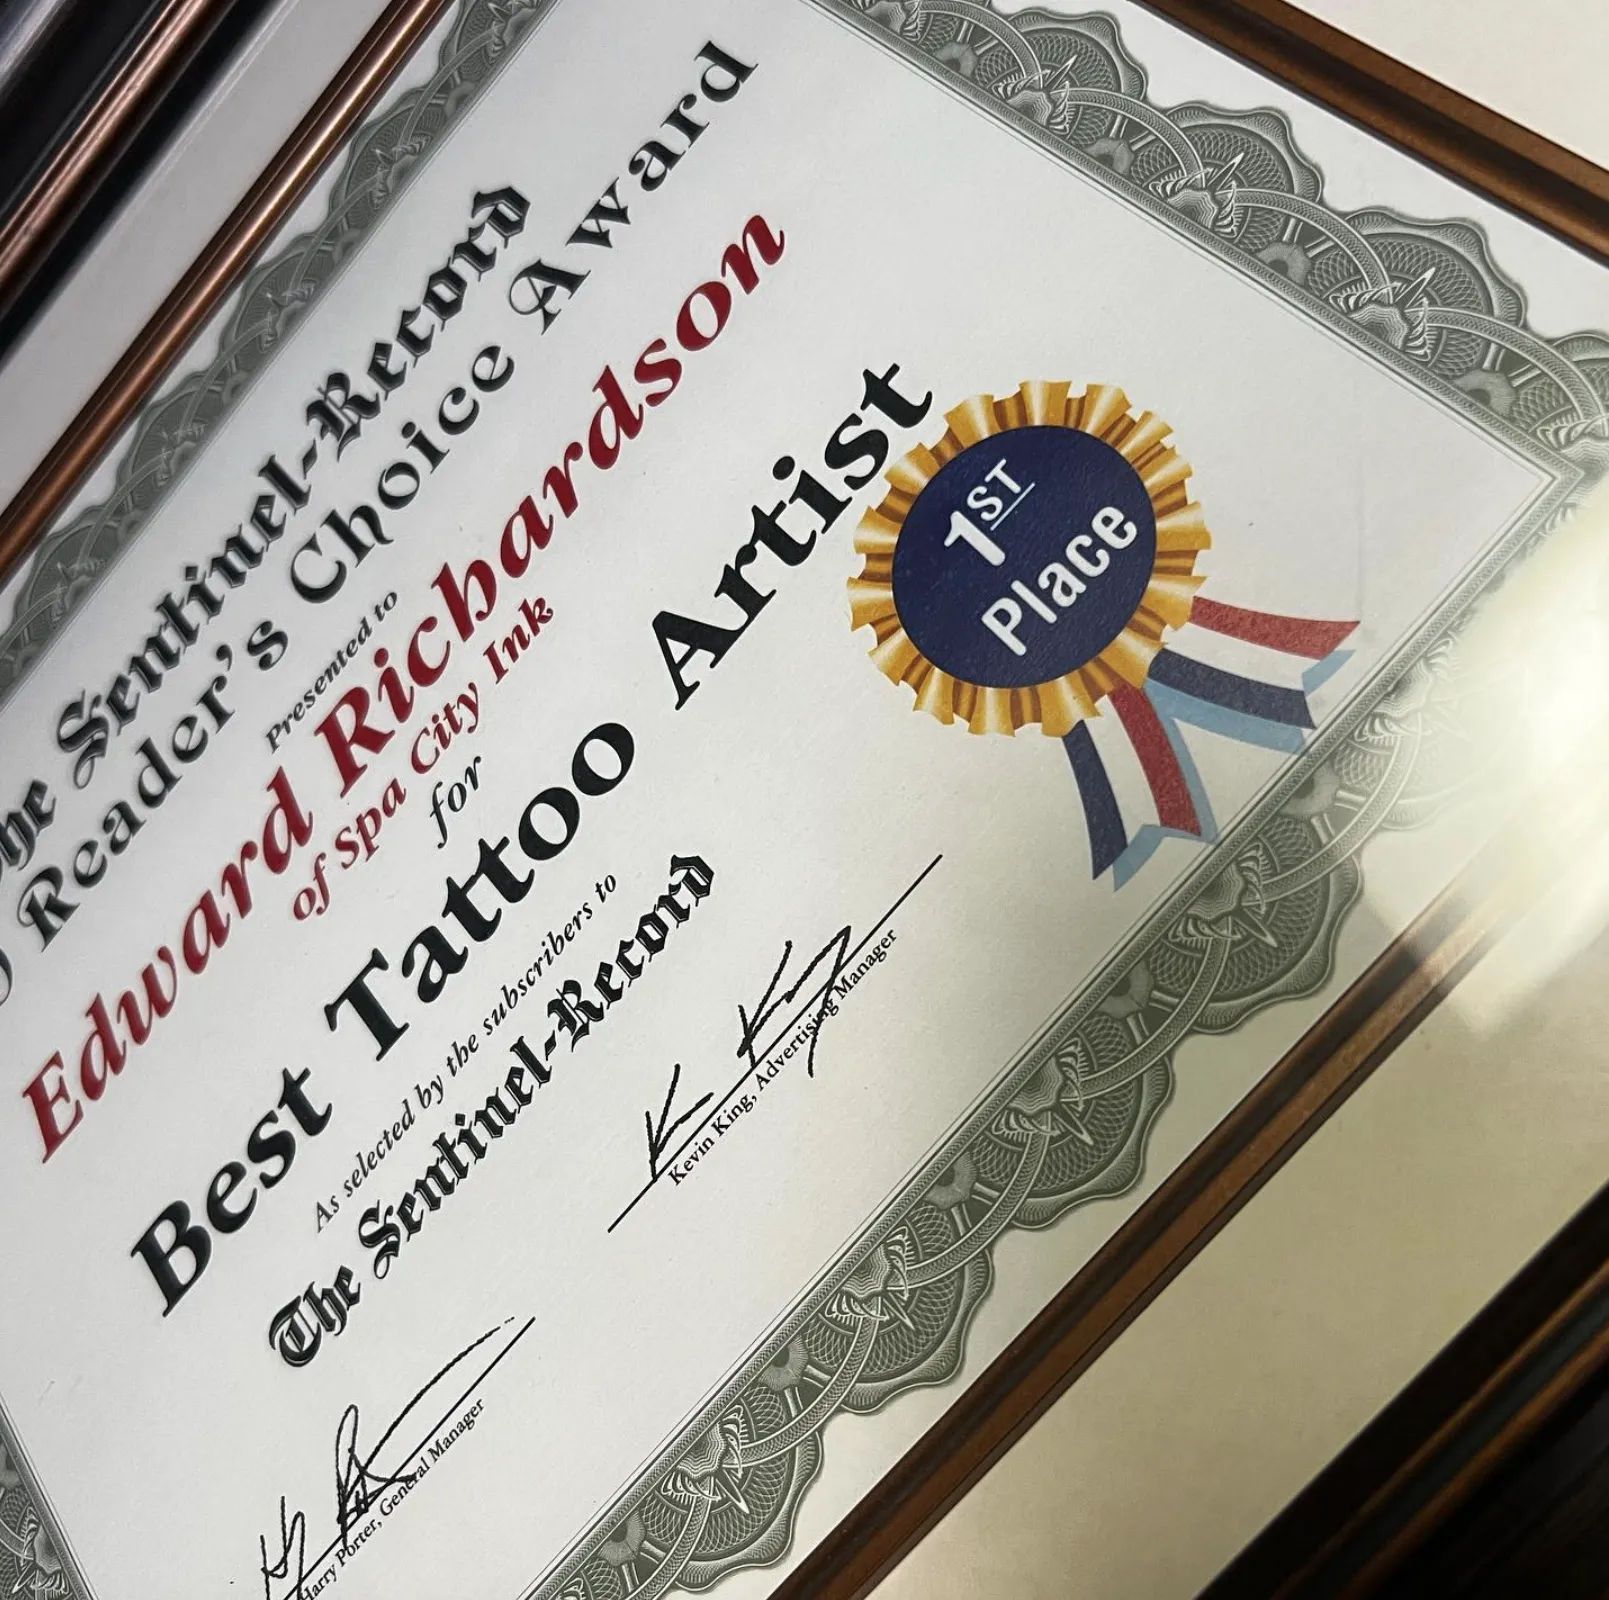 The Sentinel-Record
Reader's Choice Award
Presented to
Edward Richardson
of Spa City Ink
for
Best Tattoo Artist
1ST
Place
As selected by the subscribers to
The Sentinel-Record
Harry Porter, General Manager
Kevin King, Advertising Manager